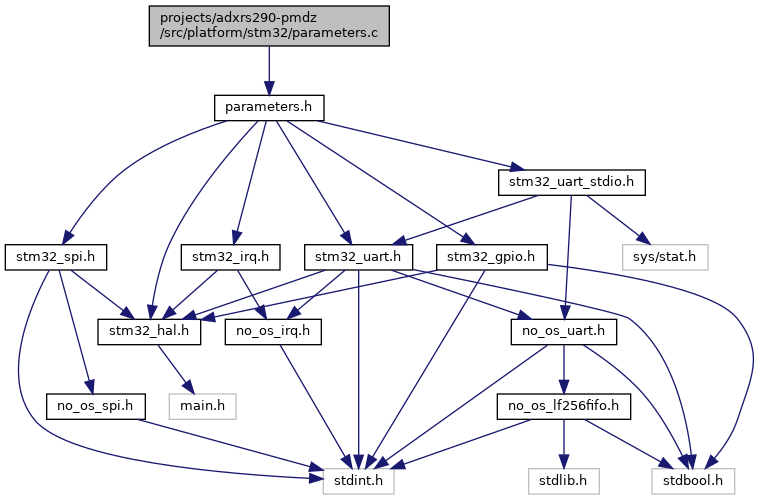 projects/adxrs290-pmdz
/src/platform/stm32/parameters.c
parameters.h
stm32_uart_stdio.h
stm32_spi.h
stm32_irq.h
stm32_uart.h
stm32_gpio.h
sys/stat.h
stm32_hal.h
no_os_irq.h
no_os_uart.h
no_os_spi.h
main.h
no_os_lf256fifo.h
stdint.h
stdlib.h
stdbool.h